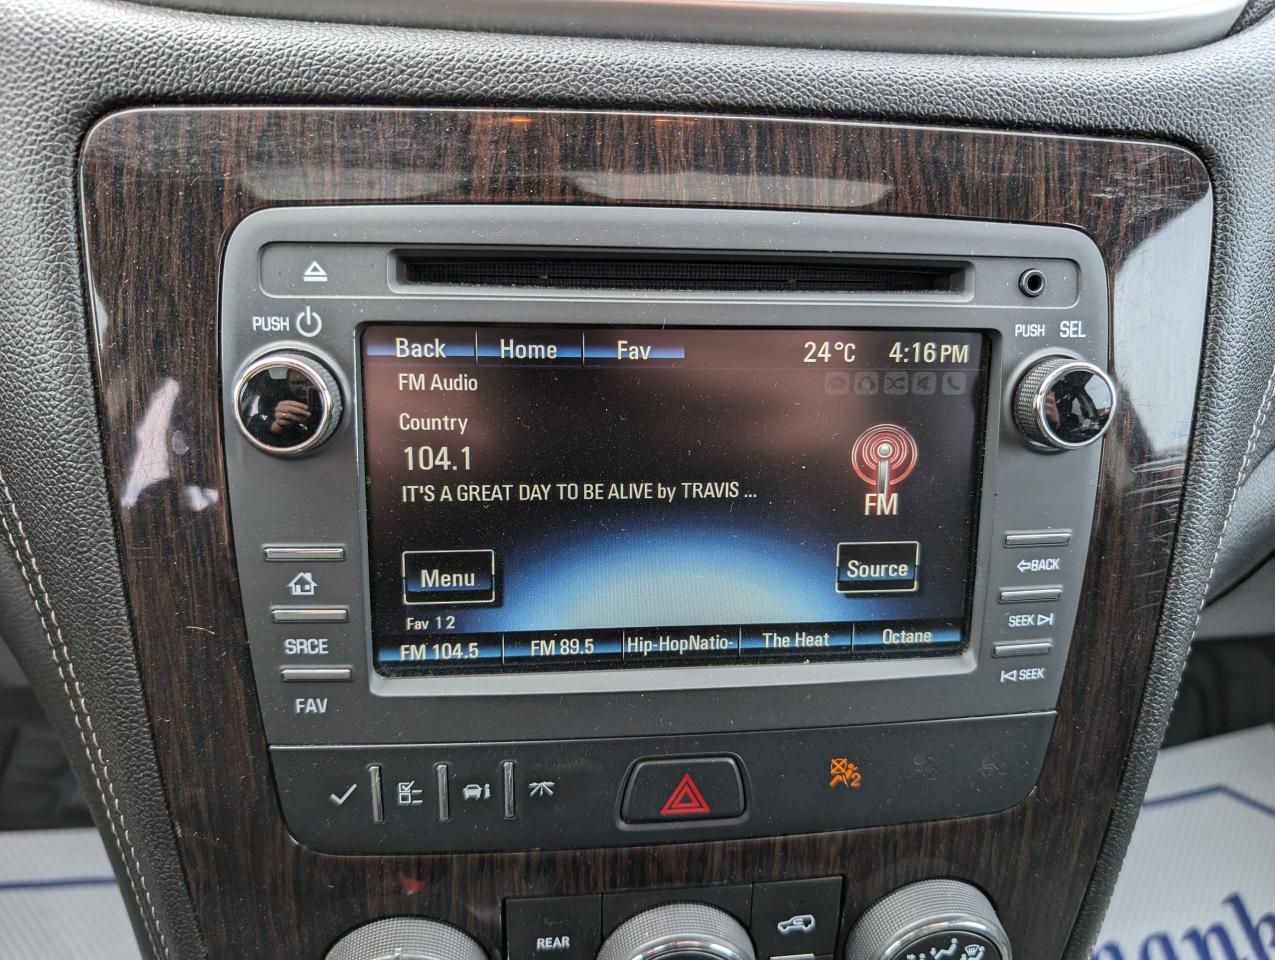 PUSH
PUSH SEL
Back Home Fav 24°C 4:16 PM
FM Audio
Country
104.1
IT'S A GREAT DAY TO BE ALIVE by TRAVIS ...
FM
Menu
Source
Fav 1 2
FM 104.5 FM 89.5 Hip-HopNatio- The Heat Octane
SRCE
FAV
BACK
SEEK
SEEK
2
REAR